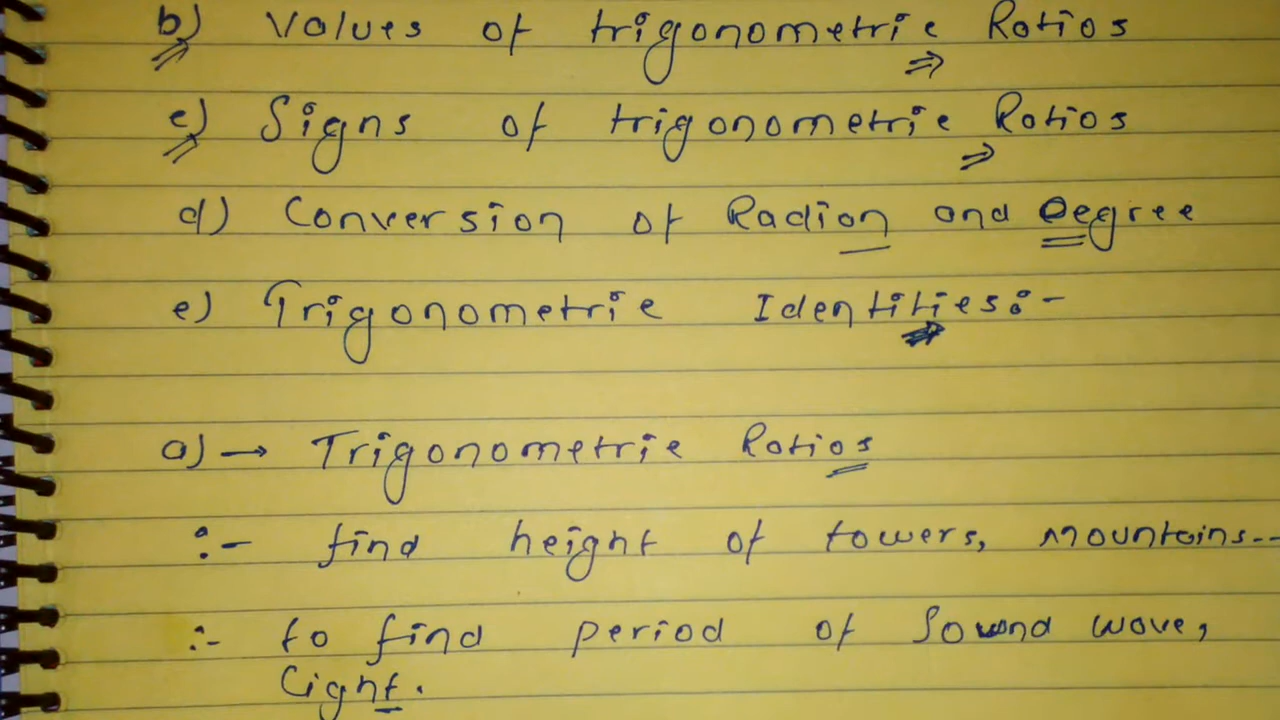 b) Values of trigonometric Ratios
c) Signs of trigonometric Ratios
d) Conversion of Radian and Degree
e) Trigonometric Identities:-
a) → Trigonometric Ratios
:- find height of towers, mountains--
:- to find period of Sound wave,
Light.